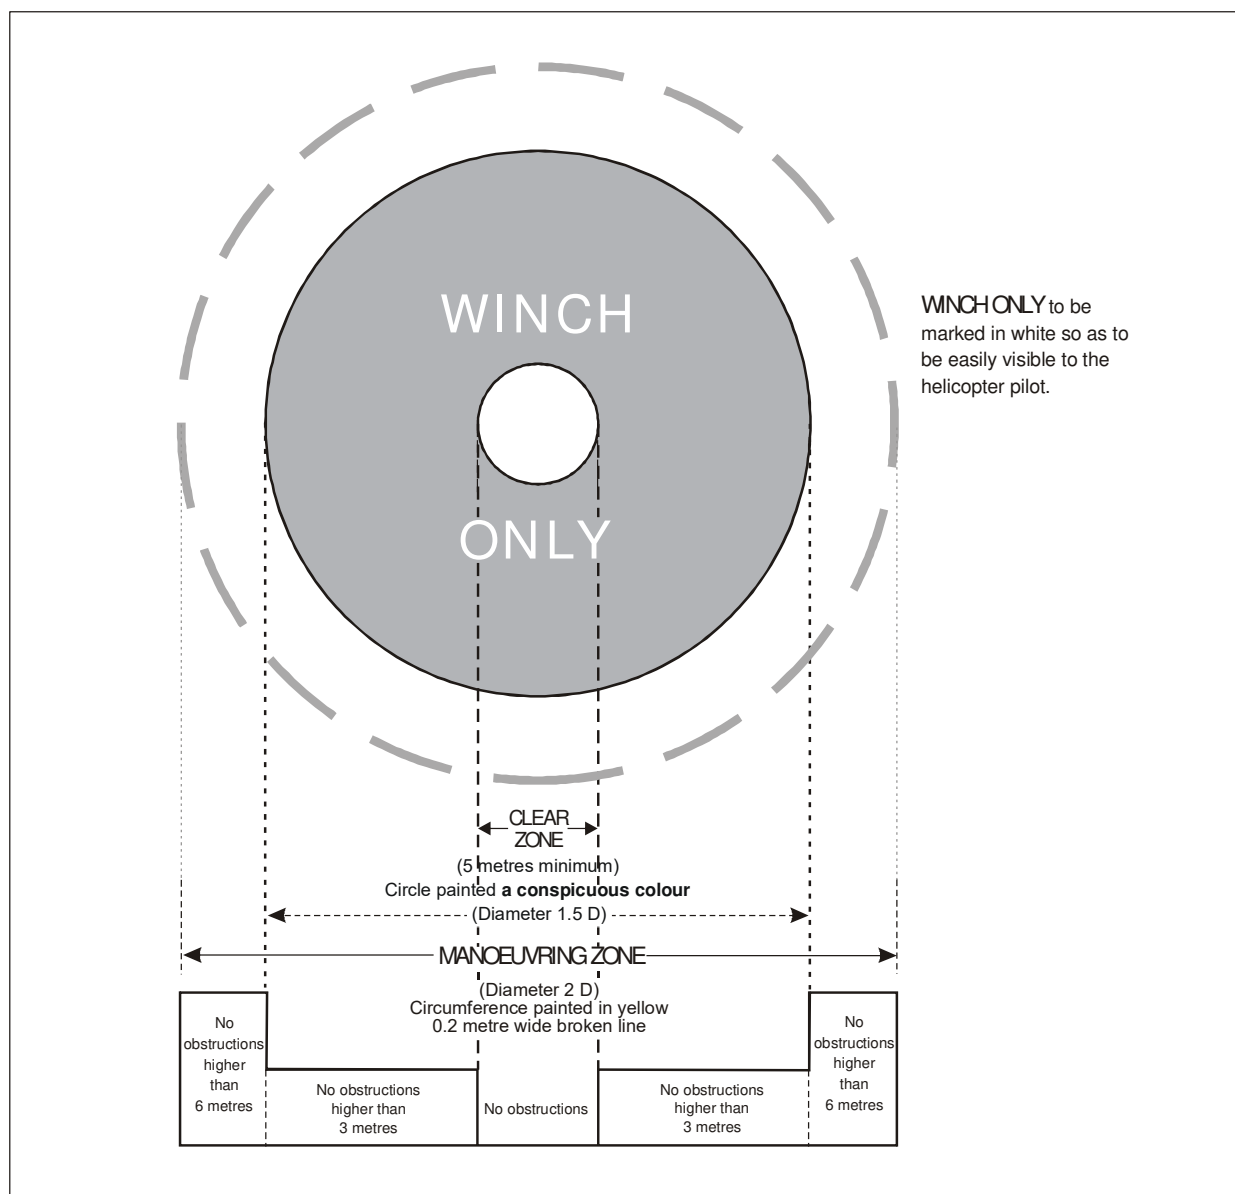 WINCH
ONLY
WINCH ONLY to be
marked in white so as to
be easily visible to the
helicopter pilot.
CLEAR
ZONE
(5 metres minimum)
Circle painted a conspicuous colour
(Diameter 1.5 D)
MANOEUVRING ZONE
(Diameter 2 D)
Circumference painted in yellow
0.2 metre wide broken line
No
obstructions
higher
than
6 metres
No obstructions
higher than
3 metres
No obstructions
No obstructions
higher than
3 metres
No
obstructions
higher
than
6 metres